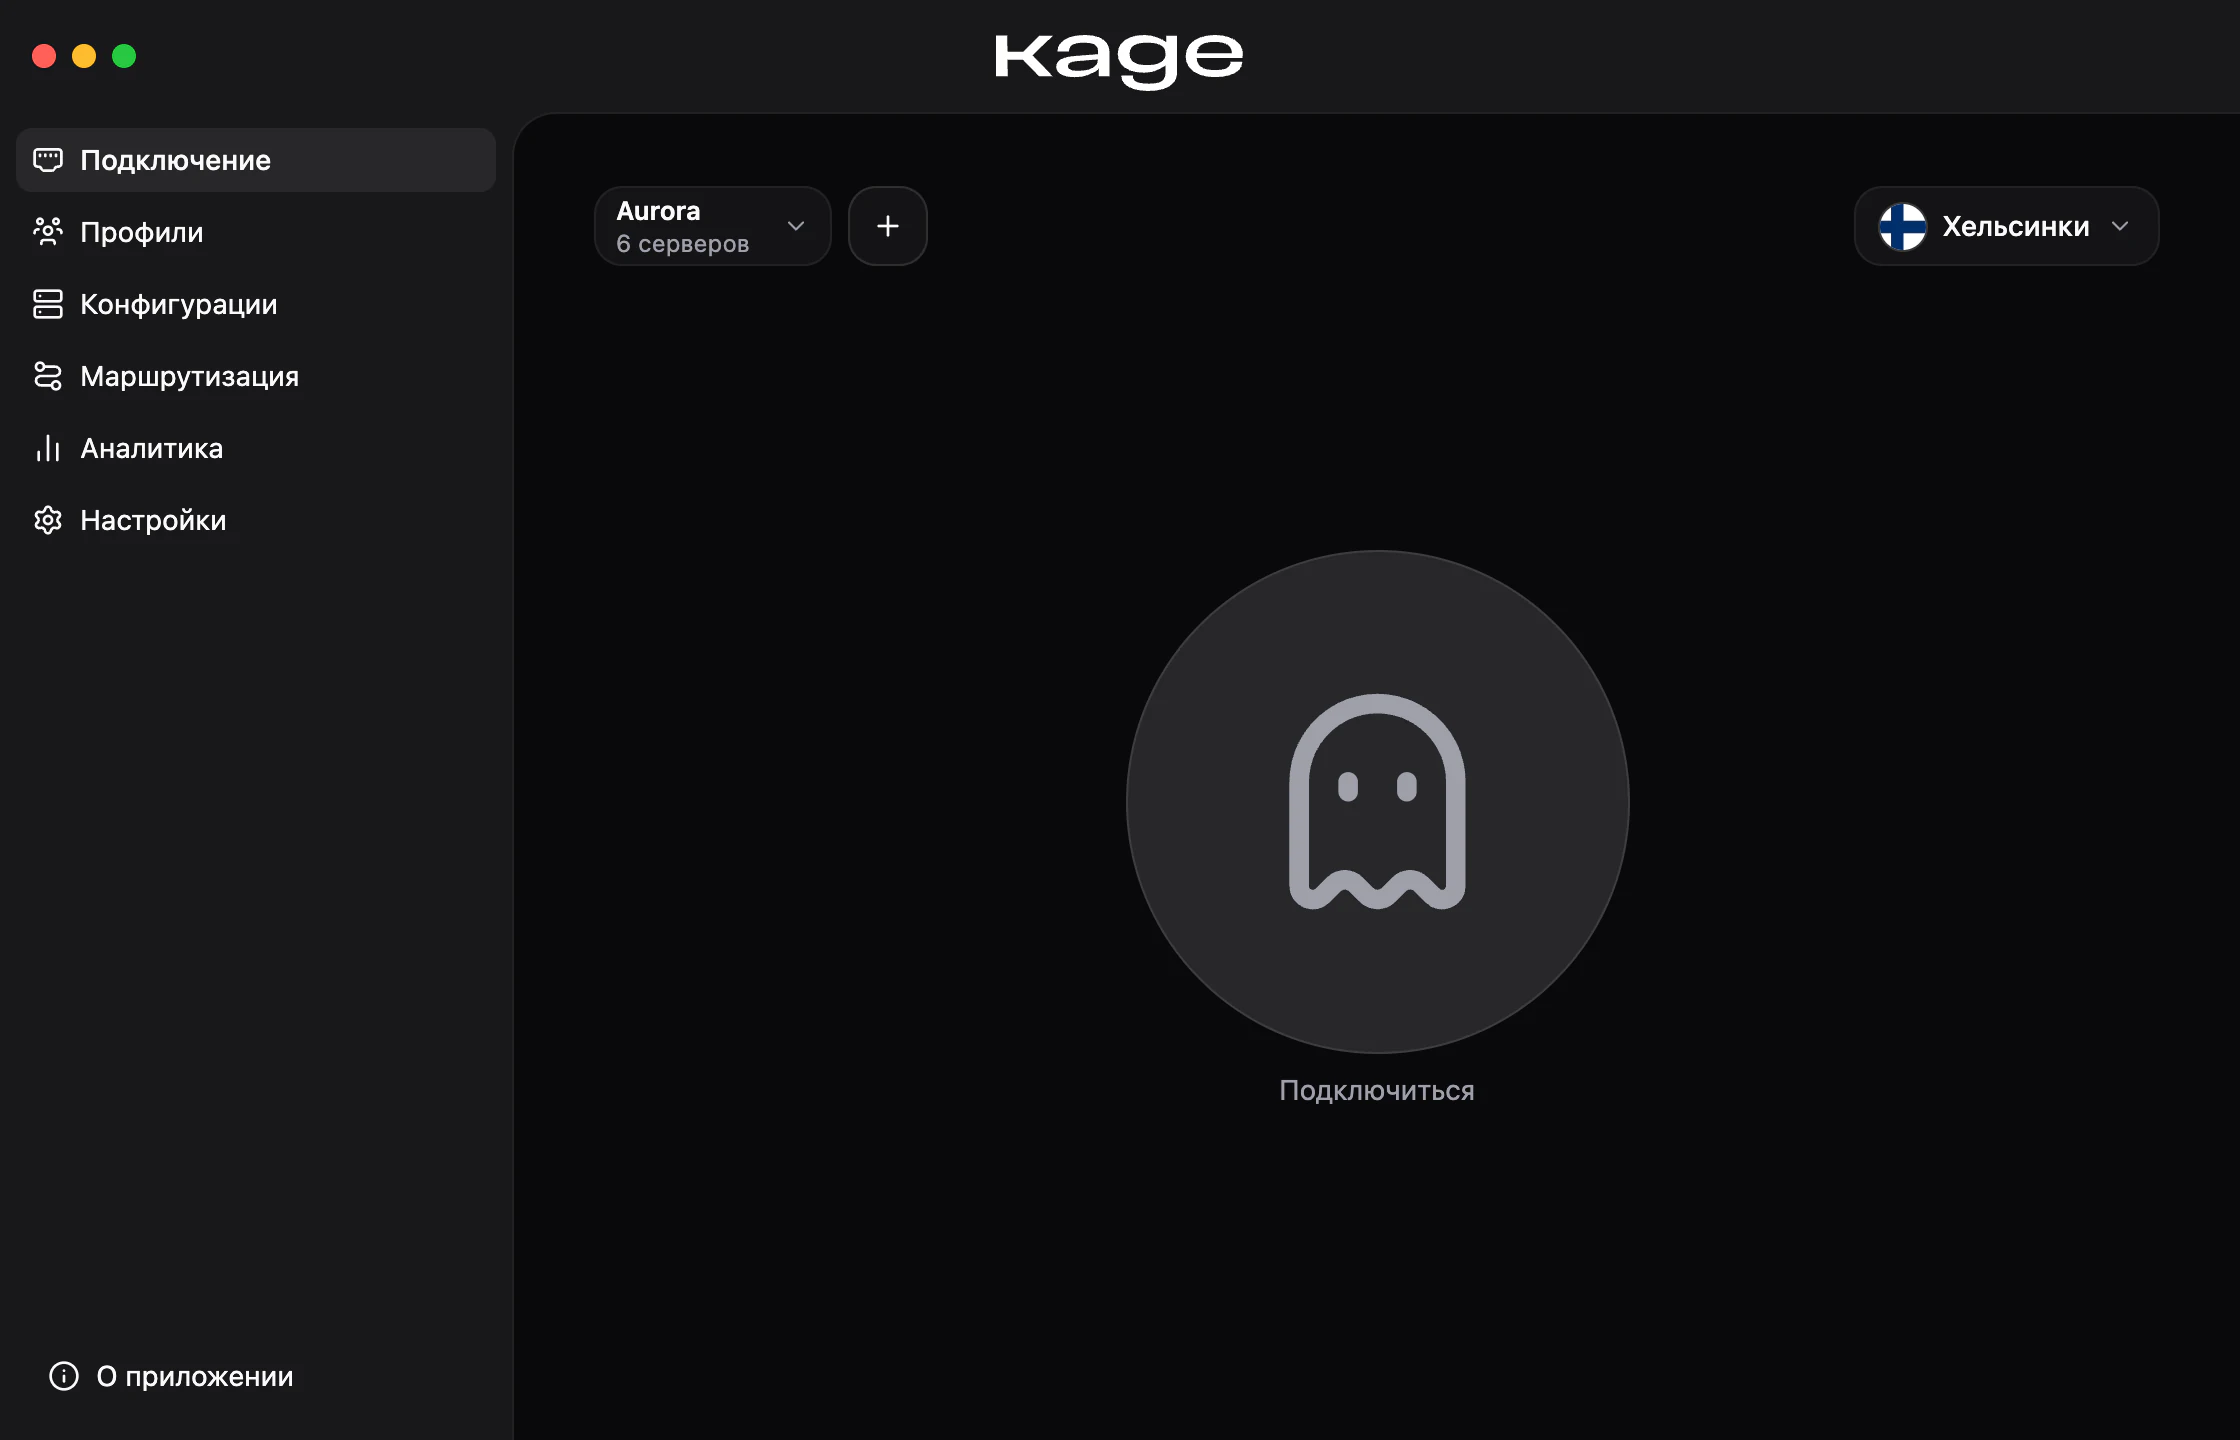 kage
Подключение
Профили
Конфигурации
Маршрутизация
Аналитика
Настройки
О приложении
Aurora
6 серверов
Хельсинки
Подключиться